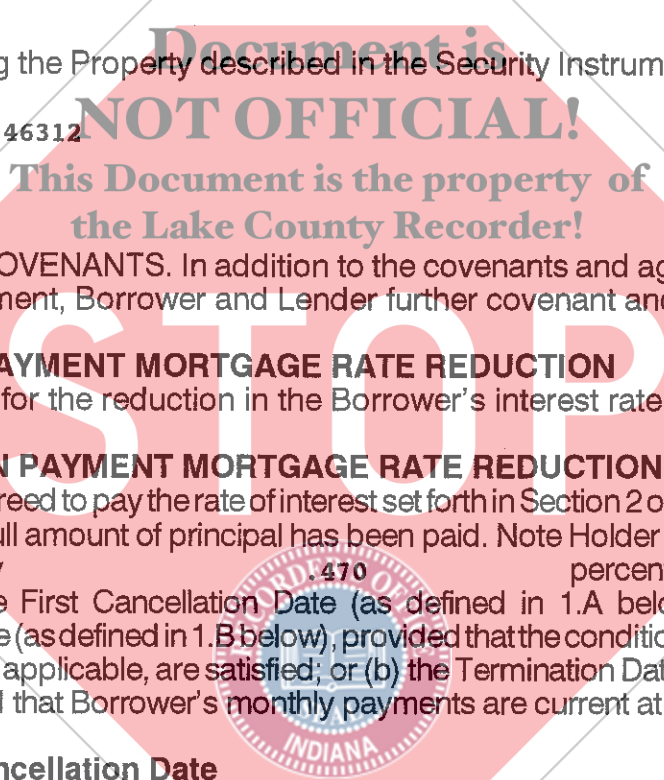 Document is
g the Property described in the Security Instrum
46312
NOT OFFICIAL!
This Document is the property of
the Lake County Recorder!
OVENANTS. In addition to the covenants and ag
ment, Borrower and Lender further covenant and
STOP
AYMENT MORTGAGE RATE REDUCTION
for the reduction in the Borrower's interest rate
N PAYMENT MORTGAGE RATE REDUCTION
reed to pay the rate of interest set forth in Section 2 o
ull amount of principal has been paid. Note Holder
.470 percent
e First Cancellation Date (as defined in 1.A belo
e (as defined in 1.B below), provided that the conditio
applicable, are satisfied; or (b) the Termination Dat
d that Borrower's monthly payments are current at
RECORDER'S OFFICE
INDIANA
ncellation Date